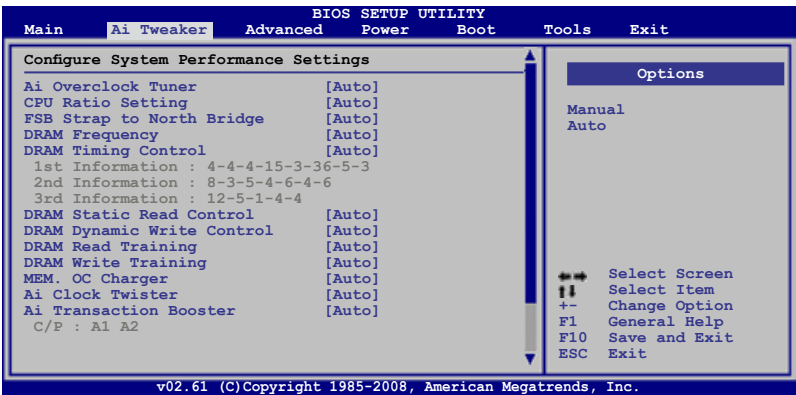 BIOS SETUP UTILITY
Main Ai Tweaker Advanced Power Boot Tools Exit
Configure System Performance Settings
Ai Overclock Tuner [Auto]
CPU Ratio Setting [Auto]
FSB Strap to North Bridge [Auto]
DRAM Frequency [Auto]
DRAM Timing Control [Auto]
1st Information : 4-4-4-15-3-36-5-3
2nd Information : 8-3-5-4-6-4-6
3rd Information : 12-5-1-4-4
DRAM Static Read Control [Auto]
DRAM Dynamic Write Control [Auto]
DRAM Read Training [Auto]
DRAM Write Training [Auto]
MEM. OC Charger [Auto]
Ai Clock Twister [Auto]
Ai Transaction Booster [Auto]
C/P : A1 A2
Options
Manual
Auto
←→ Select Screen
↑↓ Select Item
+- Change Option
F1 General Help
F10 Save and Exit
ESC Exit
v02.61 (C)Copyright 1985-2008, American Megatrends, Inc.